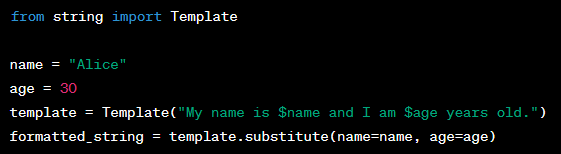 from string import Template
name = "Alice"
age = 30
template = Template("My name is $name and I am $age years old.")
formatted_string = template.substitute(name=name, age=age)